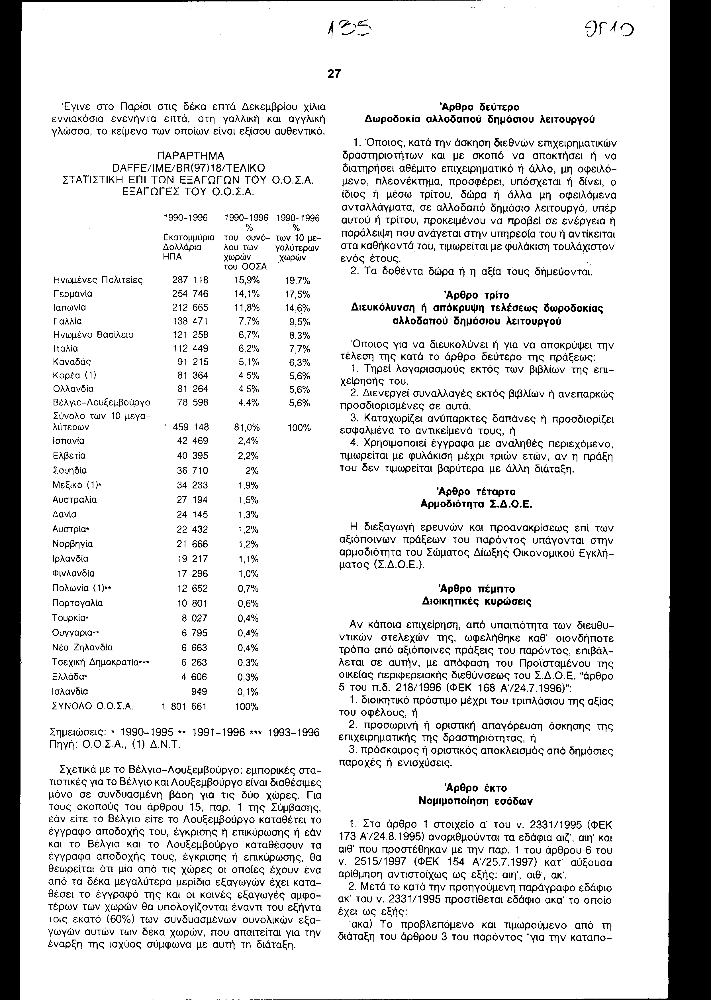 135
9Γ10
27
Έγινε στο Παρίσι στις δέκα επτά Δεκεμβρίου χίλια
εννιακόσια ενενήντα επτά, στη γαλλική και αγγλική
γλώσσα, το κείμενο των οποίων είναι εξίσου αυθεντικό.
ΠΑΡΑΡΤΗΜΑ
DAFFE/IME/BR(97)18/ΤΕΛΙΚΟ
ΣΤΑΤΙΣΤΙΚΗ ΕΠΙ ΤΩΝ ΕΞΑΓΩΓΩΝ ΤΟΥ Ο.Ο.Σ.Α.
ΕΞΑΓΩΓΕΣ ΤΟΥ Ο.Ο.Σ.Α.
1990-1996 1990-1996 1990-1996
% %
Εκατομμύρια του συνό- των 10 με-
Δολλάρια λου των γαλύτερων
ΗΠΑ χωρών χωρών
του ΟΟΣΑ
Ηνωμένες Πολιτείες 287 118 15,9% 19,7%
Γερμανία 254 746 14,1% 17,5%
Ιαπωνία 212 665 11,8% 14,6%
Γαλλία 138 471 7,7% 9,5%
Ηνωμένο Βασίλειο 121 258 6,7% 8,3%
Ιταλία 112 449 6,2% 7,7%
Καναδάς 91 215 5,1% 6,3%
Κορέα (1) 81 364 4,5% 5,6%
Ολλανδία 81 264 4,5% 5,6%
Βέλγιο-Λουξεμβούργο 78 598 4,4% 5,6%
Σύνολο των 10 μεγα-
λύτερων 1 459 148 81,0% 100%
Ισπανία 42 469 2,4%
Ελβετία 40 395 2,2%
Σουηδία 36 710 2%
Μεξικό (1)* 34 233 1,9%
Αυστραλία 27 194 1,5%
Δανία 24 145 1,3%
Αυστρία* 22 432 1,2%
Νορβηγία 21 666 1,2%
Ιρλανδία 19 217 1,1%
Φινλανδία 17 296 1,0%
Πολωνία (1)** 12 652 0,7%
Πορτογαλία 10 801 0,6%
Τουρκία* 8 027 0,4%
Ουγγαρία** 6 795 0,4%
Νέα Ζηλανδία 6 663 0,4%
Τσεχική Δημοκρατία*** 6 263 0,3%
Ελλάδα* 4 606 0,3%
Ισλανδία 949 0,1%
ΣΥΝΟΛΟ Ο.Ο.Σ.Α. 1 801 661 100%
Σημειώσεις: * 1990-1995 ** 1991-1996 *** 1993-1996
Πηγή: Ο.Ο.Σ.Α., (1) Δ.Ν.Τ.
Σχετικά με το Βέλγιο-Λουξεμβούργο: εμπορικές στα-
τιστικές για το Βέλγιο και Λουξεμβούργο είναι διαθέσιμες
μόνο σε συνδυασμένη βάση για τις δύο χώρες. Για
τους σκοπούς του άρθρου 15, παρ. 1 της Σύμβασης,
εάν είτε το Βέλγιο είτε το Λουξεμβούργο καταθέτει το
έγγραφο αποδοχής του, έγκρισης ή επικύρωσης ή εάν
και το Βέλγιο και το Λουξεμβούργο καταθέσουν τα
έγγραφα αποδοχής τους, έγκρισης ή επικύρωσης, θα
θεωρείται ότι μία από τις χώρες οι οποίες έχουν ένα
από τα δέκα μεγαλύτερα μερίδια εξαγωγών έχει κατα-
θέσει το έγγραφό της και οι κοινές εξαγωγές αμφο-
τέρων των χωρών θα υπολογίζονται έναντι του εξήντα
τοις εκατό (60%) των συνδυασμένων συνολικών εξα-
γωγών αυτών των δέκα χωρών, που απαιτείται για την
έναρξη της ισχύος σύμφωνα με αυτή τη διάταξη.
Άρθρο δεύτερο
Δωροδοκία αλλοδαπού δημόσιου λειτουργού
1. Όποιος, κατά την άσκηση διεθνών επιχειρηματικών
δραστηριοτήτων και με σκοπό να αποκτήσει ή να
διατηρήσει αθέμιτο επιχειρηματικό ή άλλο, μη οφειλό-
μενο, πλεονέκτημα, προσφέρει, υπόσχεται ή δίνει, ο
ίδιος ή μέσω τρίτου, δώρα ή άλλα μη οφειλόμενα
ανταλλάγματα, σε αλλοδαπό δημόσιο λειτουργό, υπέρ
αυτού ή τρίτου, προκειμένου να προβεί σε ενέργεια ή
παράλειψη που ανάγεται στην υπηρεσία του ή αντίκειται
στα καθήκοντά του, τιμωρείται με φυλάκιση τουλάχιστον
ενός έτους.
2. Τα δοθέντα δώρα ή η αξία τους δημεύονται.
Άρθρο τρίτο
Διευκόλυνση ή απόκρυψη τελέσεως δωροδοκίας
αλλοδαπού δημόσιου λειτουργού
Όποιος για να διευκολύνει ή για να αποκρύψει την
τέλεση της κατά το άρθρο δεύτερο της πράξεως:
1. Τηρεί λογαριασμούς εκτός των βιβλίων της επι-
χείρησής του.
2. Διενεργεί συναλλαγές εκτός βιβλίων ή ανεπαρκώς
προσδιορισμένες σε αυτά.
3. Καταχωρίζει ανύπαρκτες δαπάνες ή προσδιορίζει
εσφαλμένα το αντικείμενό τους, ή
4. Χρησιμοποιεί έγγραφα με αναληθές περιεχόμενο,
τιμωρείται με φυλάκιση μέχρι τριών ετών, αν η πράξη
του δεν τιμωρείται βαρύτερα με άλλη διάταξη.
Άρθρο τέταρτο
Αρμοδιότητα Σ.Δ.Ο.Ε.
Η διεξαγωγή ερευνών και προανακρίσεως επί των
αξιόποινων πράξεων του παρόντος υπάγονται στην
αρμοδιότητα του Σώματος Δίωξης Οικονομικού Εγκλή-
ματος (Σ.Δ.Ο.Ε.).
Άρθρο πέμπτο
Διοικητικές κυρώσεις
Αν κάποια επιχείρηση, από υπαιτιότητα των διευθυ-
ντικών στελεχών της, ωφελήθηκε καθ' οιονδήποτε
τρόπο από αξιόποινες πράξεις του παρόντος, επιβάλ-
λεται σε αυτήν, με απόφαση του Προϊσταμένου της
οικείας περιφερειακής διεθύνσεως του Σ.Δ.Ο.Ε. "άρθρο
5 του π.δ. 218/1996 (ΦΕΚ 168 Α'/24.7.1996)":
1. διοικητικό πρόστιμο μέχρι του τριπλάσιου της αξίας
του οφέλους, ή
2. προσωρινή ή οριστική απαγόρευση άσκησης της
επιχειρηματικής της δραστηριότητας, ή
3. πρόσκαιρος ή οριστικός αποκλεισμός από δημόσιες
παροχές ή ενισχύσεις.
Άρθρο έκτο
Νομιμοποίηση εσόδων
1. Στο άρθρο 1 στοιχείο α' του ν. 2331/1995 (ΦΕΚ
173 Α'/24.8.1995) αναριθμούνται τα εδάφια αιζ', αιη' και
αιθ' που προστέθηκαν με την παρ. 1 του άρθρου 6 του
ν. 2515/1997 (ΦΕΚ 154 Α'/25.7.1997) κατ' αύξουσα
αρίθμηση αντιστοίχως ως εξής: αιη', αιθ', ακ'.
2. Μετά το κατά την προηγούμενη παράγραφο εδάφιο
ακ' του ν. 2331/1995 προστίθεται εδάφιο ακα' το οποίο
έχει ως εξής:
"ακα) Το προβλεπόμενο και τιμωρούμενο από τη
διάταξη του άρθρου 3 του παρόντος "για την καταπο-